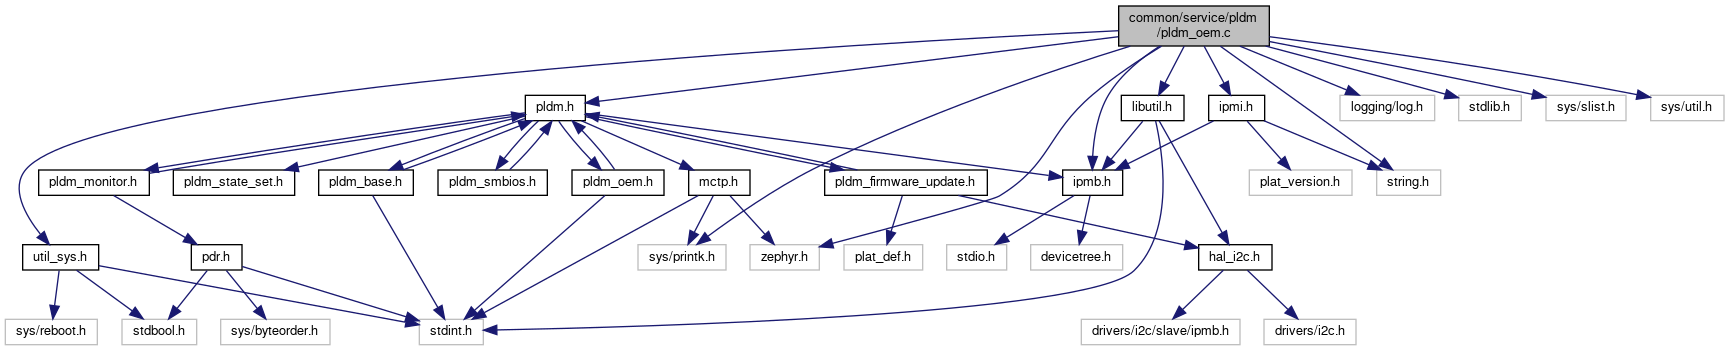 common/service/pldm
/pldm_oem.c
pldm.h
libutil.h
ipmi.h
logging/log.h
stdlib.h
sys/slist.h
sys/util.h
pldm_monitor.h
pldm_state_set.h
pldm_base.h
pldm_smbios.h
pldm_oem.h
mctp.h
pldm_firmware_update.h
ipmb.h
plat_version.h
string.h
util_sys.h
pdr.h
sys/printk.h
zephyr.h
plat_def.h
stdio.h
devicetree.h
hal_i2c.h
sys/reboot.h
stdbool.h
sys/byteorder.h
stdint.h
drivers/i2c/slave/ipmb.h
drivers/i2c.h